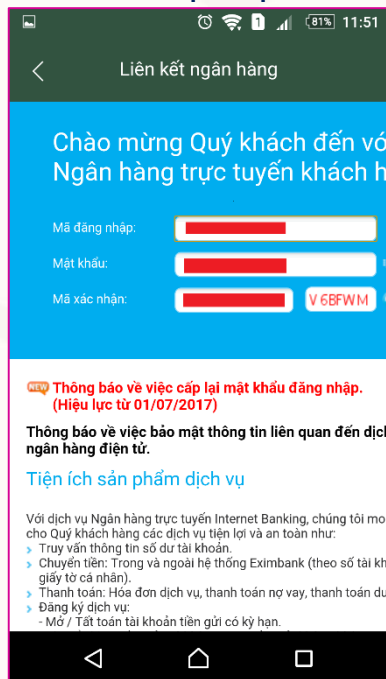 1 81% 11:51
Liên kết ngân hàng
Chào mừng Quý khách đến vớ
Ngân hàng trực tuyến khách h
Mã đăng nhập:
Mật khẩu:
Mã xác nhận: V6BFWM
NEW Thông báo về việc cấp lại mật khẩu đăng nhập.
(Hiệu lực từ 01/07/2017)
Thông báo về việc bảo mật thông tin liên quan đến dịch
ngân hàng điện tử.
Tiện ích sản phẩm dịch vụ
Với dịch vụ Ngân hàng trực tuyến Internet Banking, chúng tôi mo
cho Quý khách hàng các dịch vụ tiện lợi và an toàn như:
Truy vấn thông tin số dư tài khoản.
Chuyển tiền: Trong và ngoài hệ thống Eximbank (theo số tài kh
giấy tờ cá nhân).
Thanh toán: Hóa đơn dịch vụ, thanh toán nợ vay, thanh toán dư
Đăng ký dịch vụ:
- Mở / Tất toán tài khoản tiền gửi có kỳ hạn.